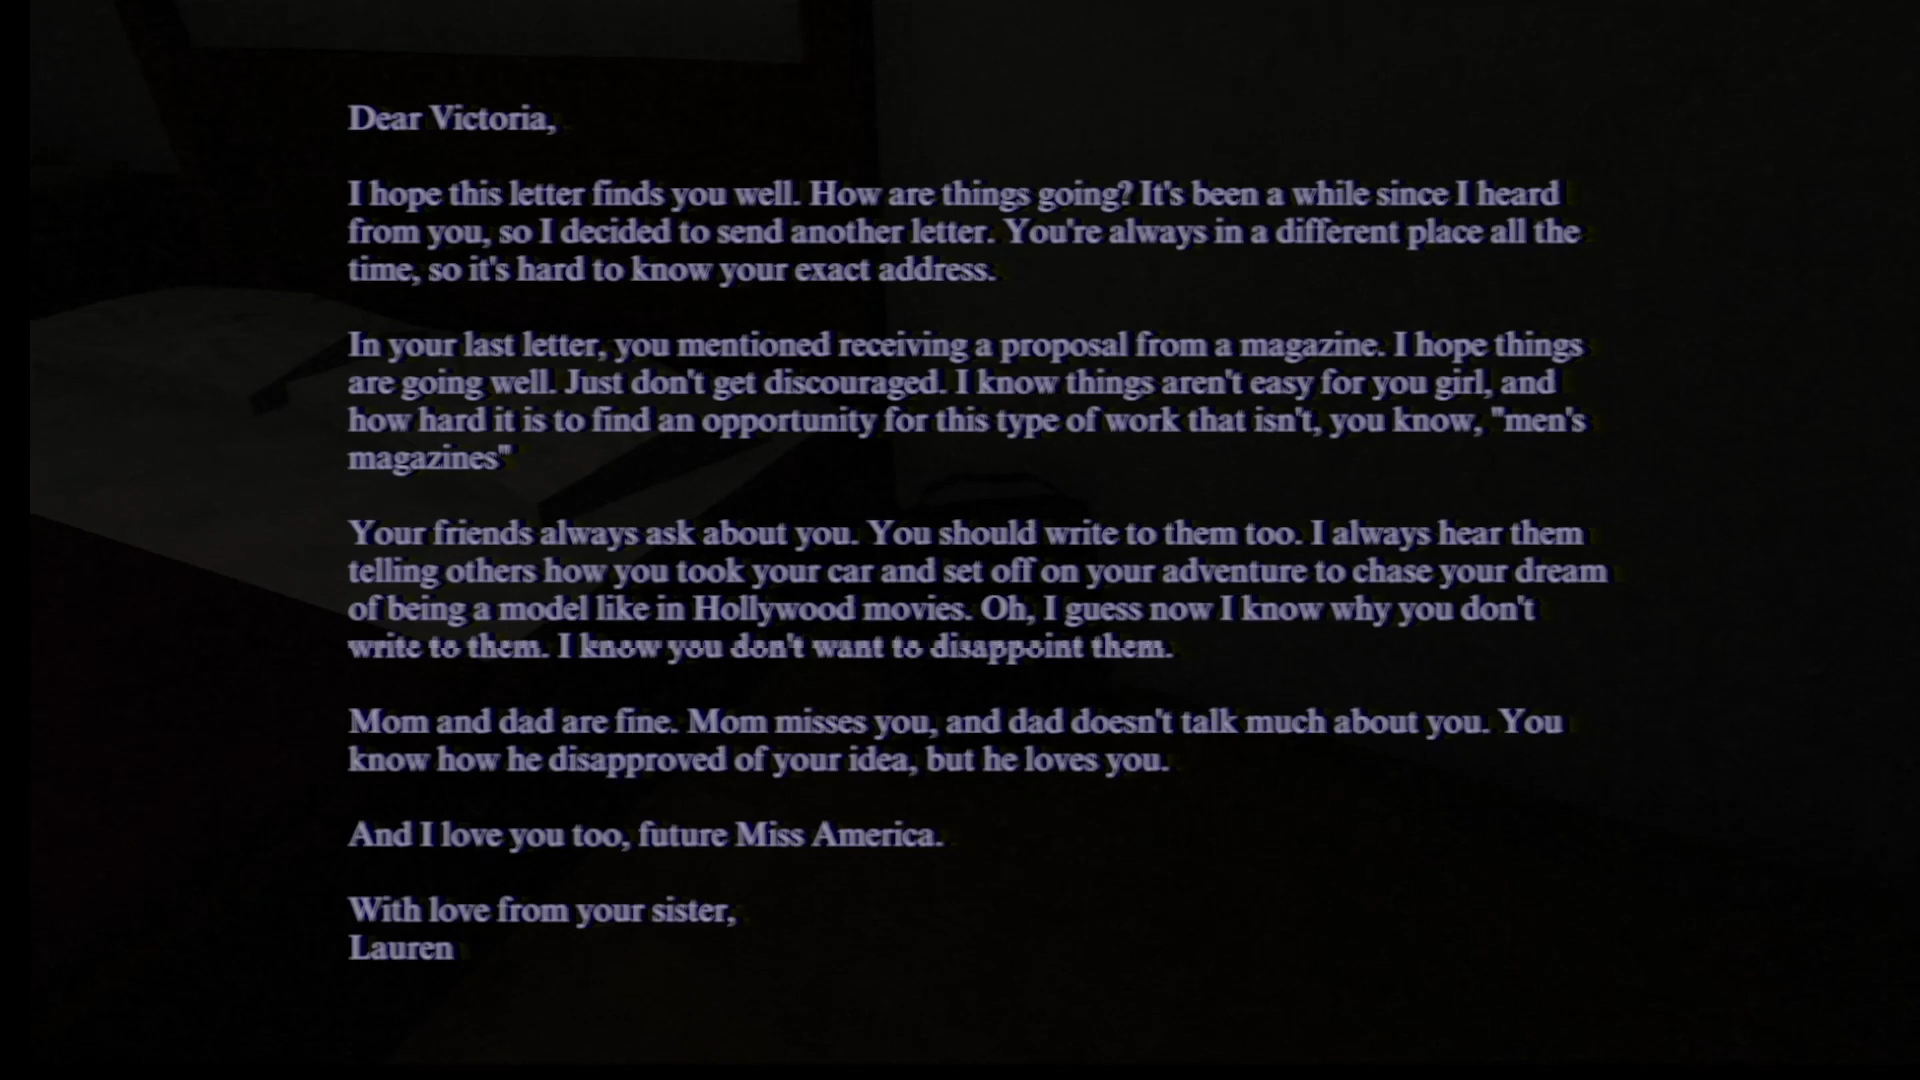 Dear Victoria,
I hope this letter finds you well. How are things going? It's been a while since I heard
from you, so I decided to send another letter. You're always in a different place all the
time, so it's hard to know your exact address.
In your last letter, you mentioned receiving a proposal from a magazine. I hope things
are going well. Just don't get discouraged. I know things aren't easy for you girl, and
how hard it is to find an opportunity for this type of work that isn't, you know, "men's
magazines"
Your friends always ask about you. You should write to them too. I always hear them
telling others how you took your car and set off on your adventure to chase your dream
of being a model like in Hollywood movies. Oh, I guess now I know why you don't
write to them. I know you don't want to disappoint them.
Mom and dad are fine. Mom misses you, and dad doesn't talk much about you. You
know how he disapproved of your idea, but he loves you.
And I love you too, future Miss America.
With love from your sister,
Lauren